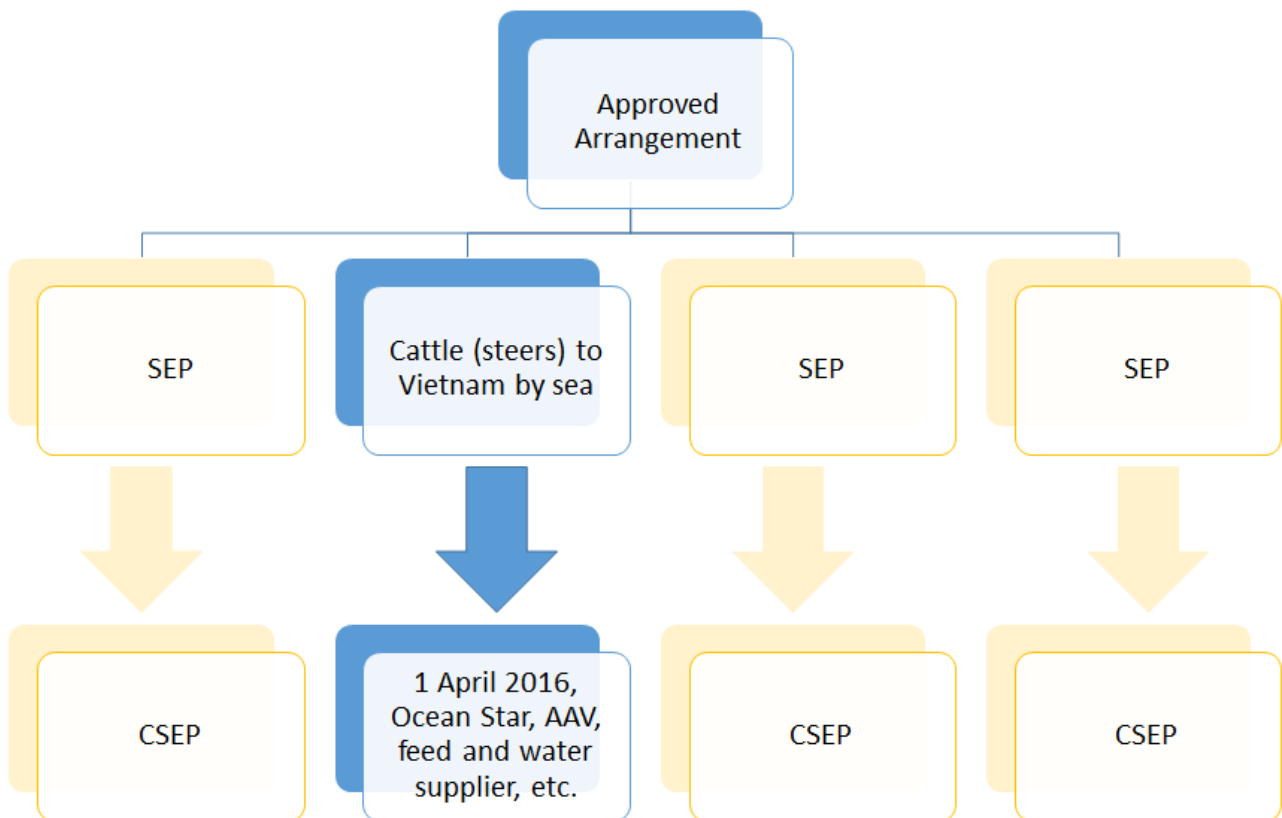 Approved
Arrangement
SEP
Cattle (steers) to
Vietnam by sea
SEP
SEP
CSEP
1 April 2016,
Ocean Star, AAV,
feed and water
supplier, etc.
CSEP
CSEP